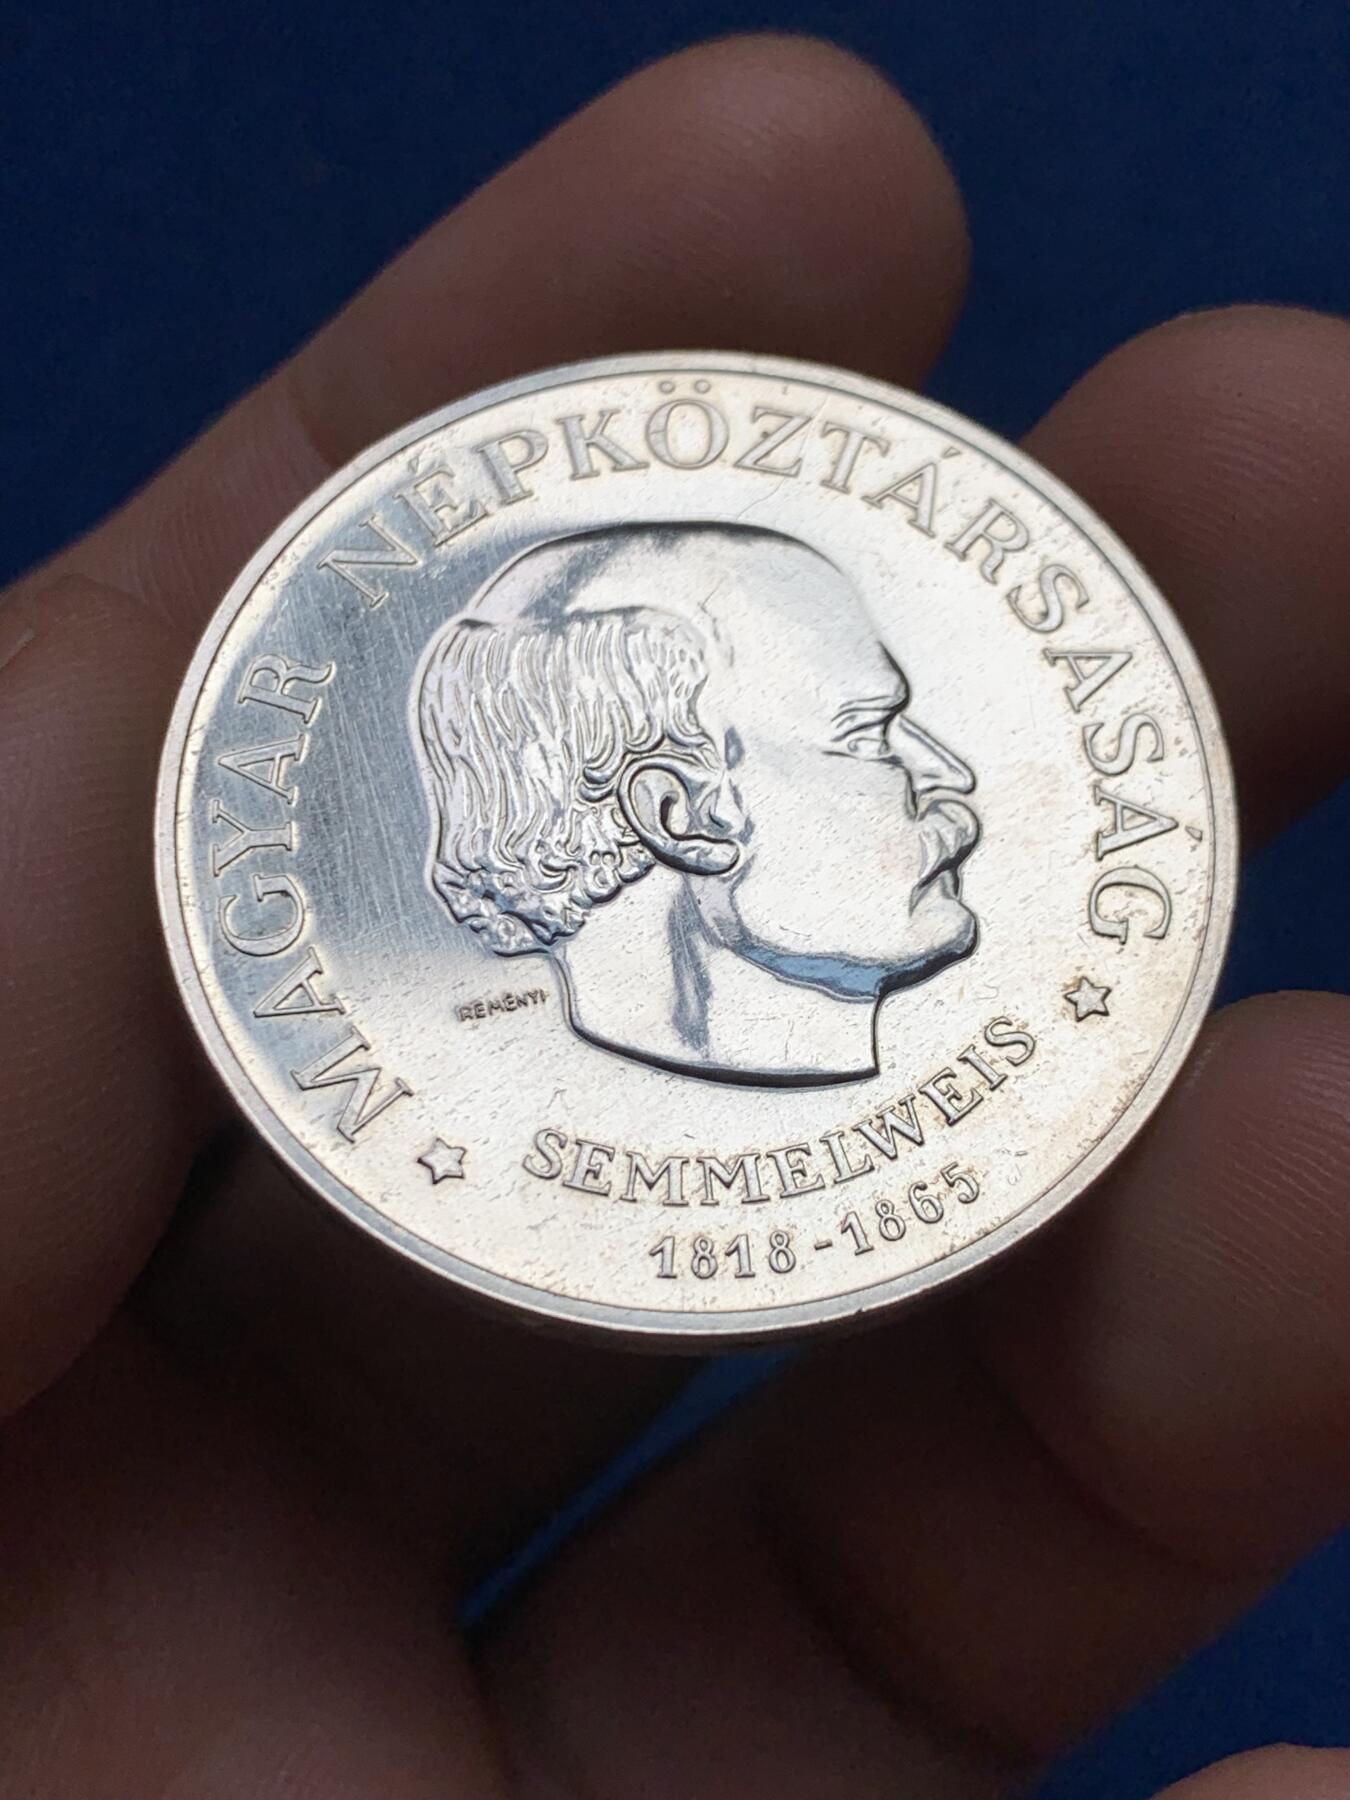 MAGYAR NÉPKÖZTÁRSASÁG
REMÉNYI
SEMMELWEIS
1818-1865